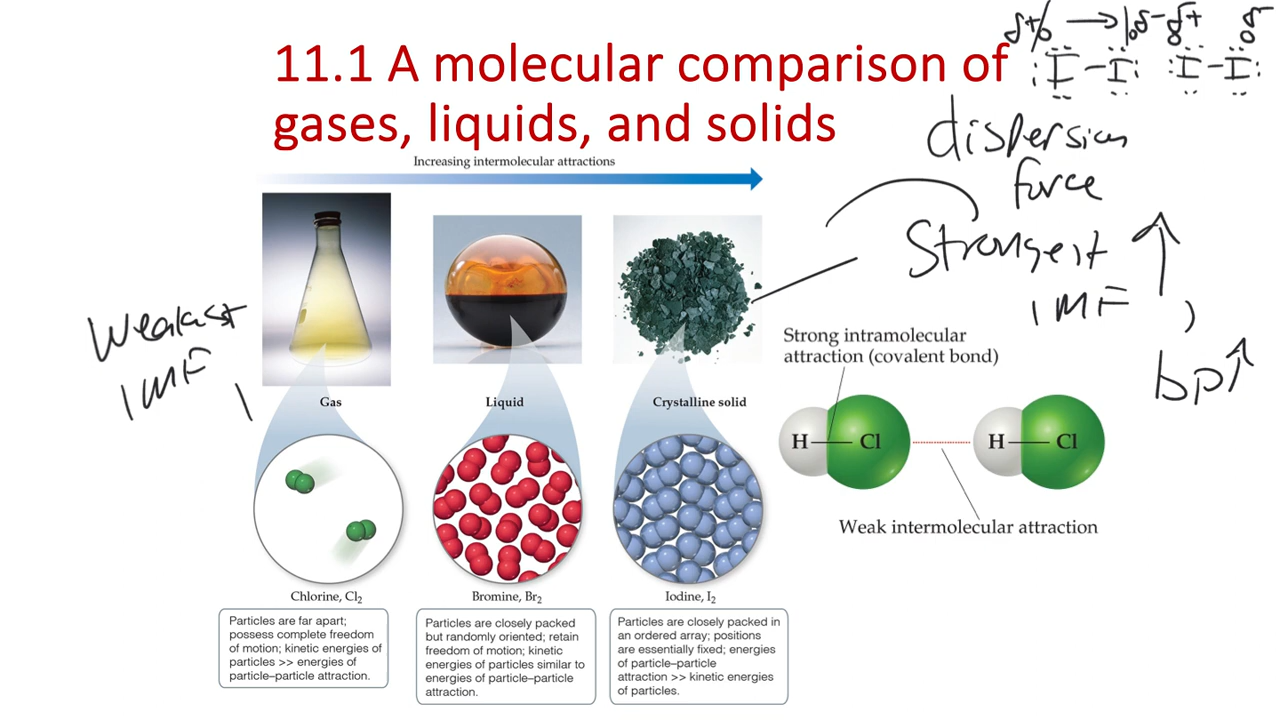 11.1 A molecular comparison of
gases, liquids, and solids
δ+ → δ- δ+ δ-
:I-I: :I-I:
dispersion
force
Strongest ↑
IMF ,
bp↑
Weakest
IMF
Increasing intermolecular attractions
Gas
Liquid
Crystalline solid
Chlorine, Cl₂
Bromine, Br₂
Iodine, I₂
Particles are far apart;
possess complete freedom
of motion; kinetic energies of
particles >> energies of
particle–particle attraction.
Particles are closely packed
but randomly oriented; retain
freedom of motion; kinetic
energies of particles similar to
energies of particle–particle
attraction.
Particles are closely packed in
an ordered array; positions
are essentially fixed; energies
of particle–particle
attraction >> kinetic energies
of particles.
Strong intramolecular
attraction (covalent bond)
H Cl H Cl
Weak intermolecular attraction